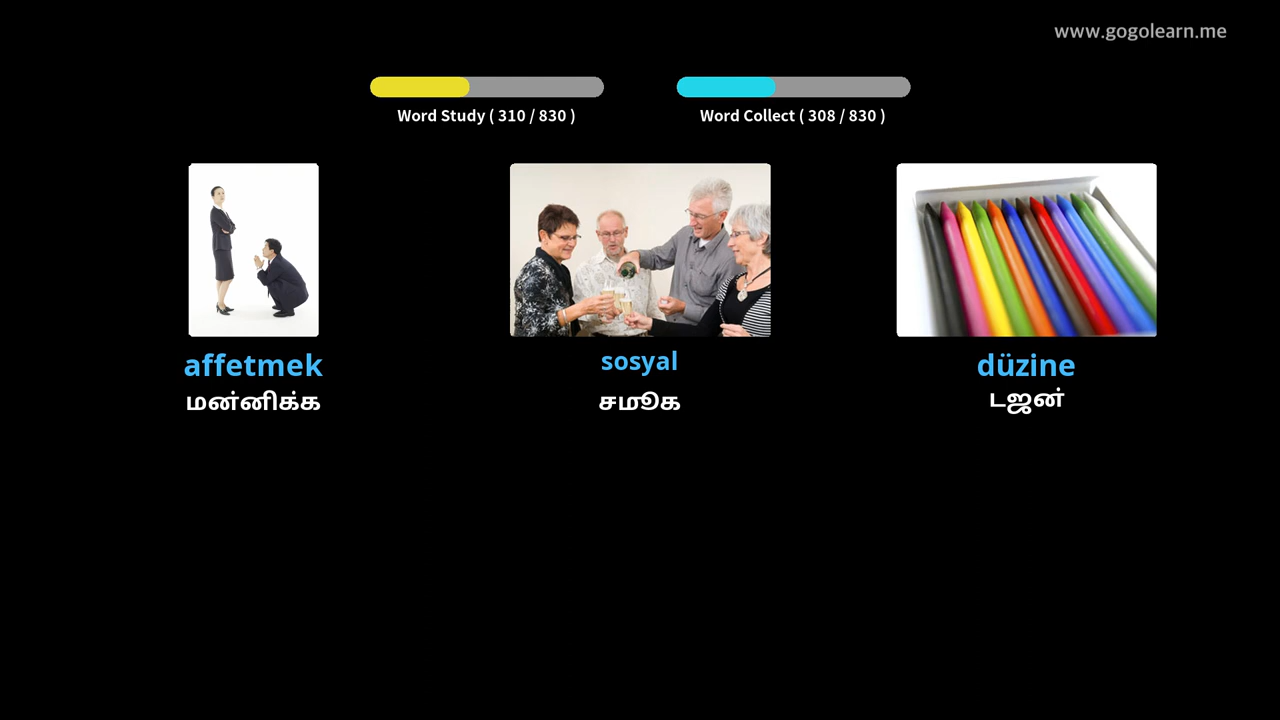 www.gogolearn.me
Word Study ( 310 / 830 )
Word Collect ( 308 / 830 )
affetmek
மன்னிக்க
sosyal
சமூக
düzine
டஜன்